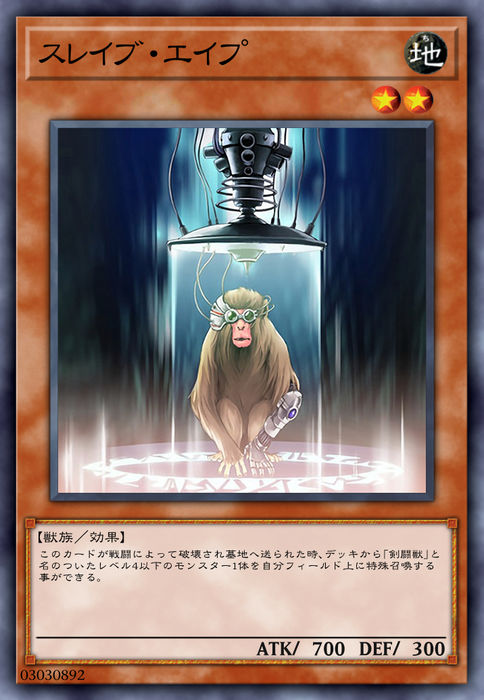 スレイブ・エイプ
ち
地
【獣族／効果】
このカードが戦闘によって破壊され墓地へ送られた時、デッキから「剣闘獣」と
名のついたレベル4以下のモンスター1体を自分フィールド上に特殊召喚する
事ができる。
ATK/ 700 DEF/ 300
03030892